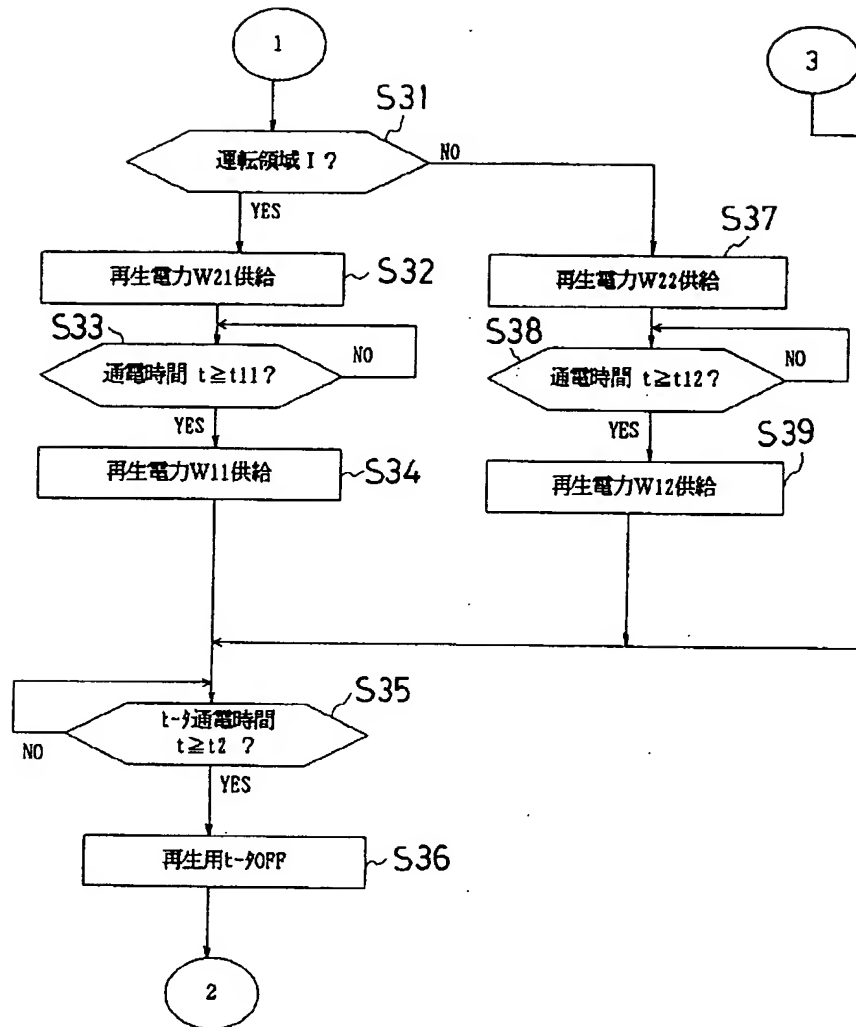 1
3
S31
運転領域Ⅰ?
NO
YES
S37
再生電力W21供給
S32
再生電力W22供給
S33
S38
通電時間 t≧t11?
NO
通電時間 t≧t12?
NO
YES
YES
S39
再生電力W11供給
S34
再生電力W12供給
S35
ﾋｰﾀ通電時間
t≧t2 ?
NO
YES
再生用ﾋｰﾀOFF
S36
2